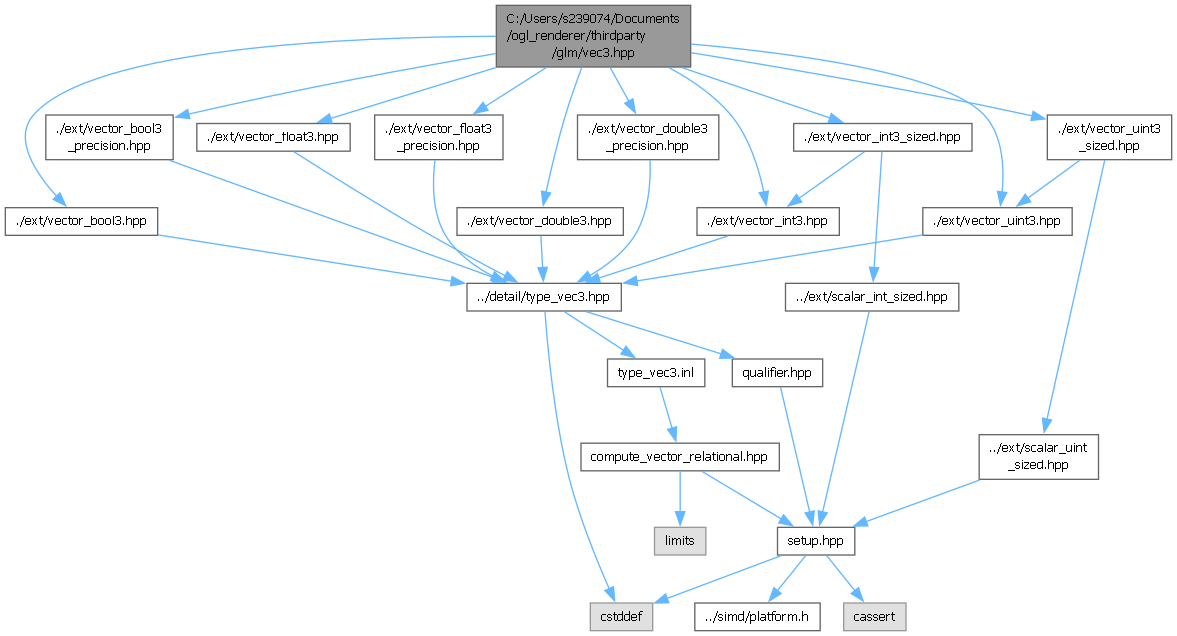 C:/Users/s239074/Documents
/ogl_renderer/thirdparty
/glm/vec3.hpp
./ext/vector_bool3
_precision.hpp
./ext/vector_float3.hpp
./ext/vector_float3
_precision.hpp
./ext/vector_double3
_precision.hpp
./ext/vector_int3_sized.hpp
./ext/vector_uint3
_sized.hpp
./ext/vector_bool3.hpp
./ext/vector_double3.hpp
./ext/vector_int3.hpp
./ext/vector_uint3.hpp
../detail/type_vec3.hpp
../ext/scalar_int_sized.hpp
type_vec3.inl
qualifier.hpp
compute_vector_relational.hpp
../ext/scalar_uint
_sized.hpp
limits
setup.hpp
cstddef
../simd/platform.h
cassert